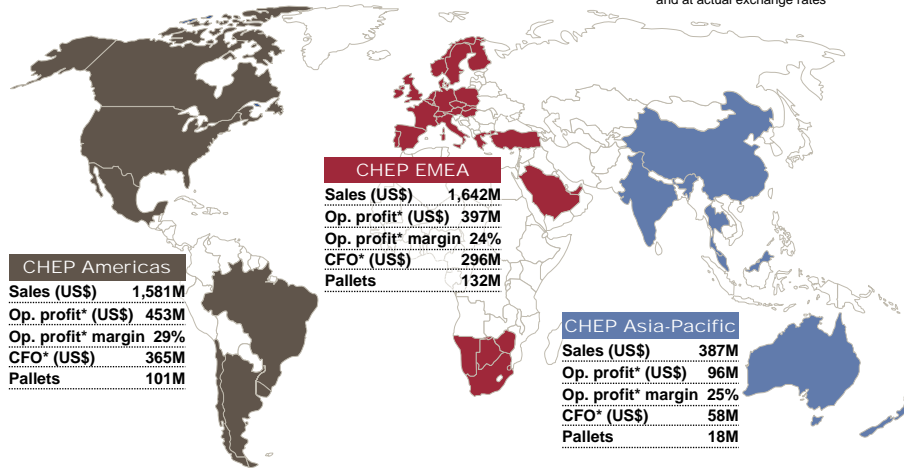 and at actual exchange rates
CHEP EMEA
Sales (US$) 1,642M
Op. profit* (US$) 397M
Op. profit* margin 24%
CFO* (US$) 296M
Pallets 132M
CHEP Americas
Sales (US$) 1,581M
Op. profit* (US$) 453M
Op. profit* margin 29%
CFO* (US$) 365M
Pallets 101M
CHEP Asia-Pacific
Sales (US$) 387M
Op. profit* (US$) 96M
Op. profit* margin 25%
CFO* (US$) 58M
Pallets 18M